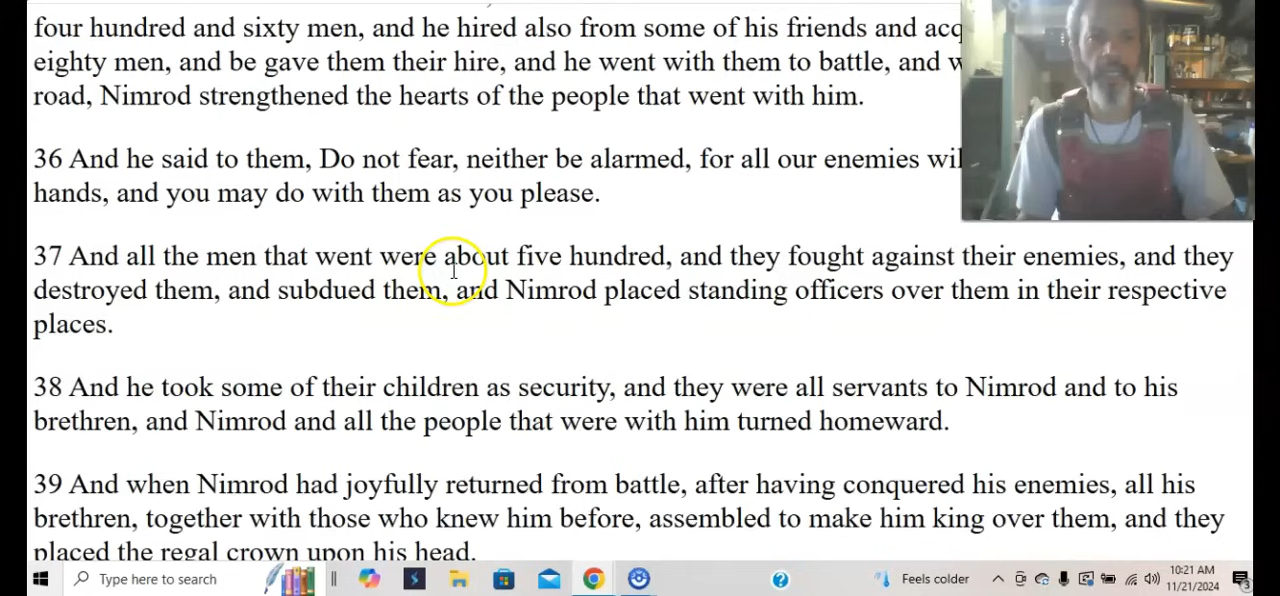 four hundred and sixty men, and he hired also from some of his friends and
eighty men, and be gave them their hire, and he went with them to battle, and
road, Nimrod strengthened the hearts of the people that went with him.
36 And he said to them, Do not fear, neither be alarmed, for all our enemies
hands, and you may do with them as you please.
37 And all the men that went were about five hundred, and they fought against their enemies, and they
destroyed them, and subdued them, and Nimrod placed standing officers over them in their respective
places.
38 And he took some of their children as security, and they were all servants to Nimrod and to his
brethren, and Nimrod and all the people that were with him turned homeward.
39 And when Nimrod had joyfully returned from battle, after having conquered his enemies, all his
brethren, together with those who knew him before, assembled to make him king over them, and they
placed the regal crown upon his head.
Type here to search
Feels colder
10:21 AM
11/21/2024